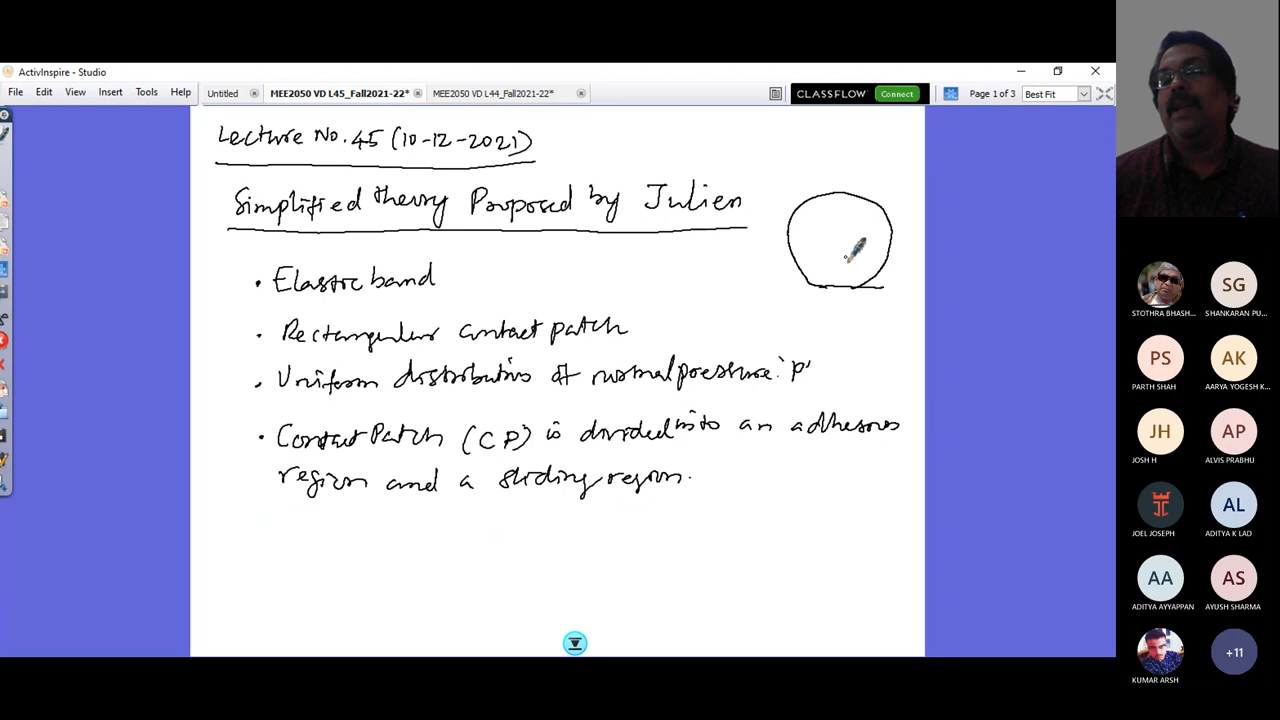 ActivInspire - Studio
File Edit View Insert Tools Help
Untitled
MEE2050 VD L45_Fall2021-22*
MEE2050 VD L44_Fall2021-22*
CLASSFLOW Connect
Page 1 of 3
Best Fit
Lecture No. 45 (10-12-2021)
Simplified theory Proposed by Julien
• Elastic band
• Rectangular contact patch
• Uniform distribution of normal pressure 'p'
• Contact Patch (CP) is divided into an adhesion
region and a sliding region.
STOTHRA BHASH...
SG
SHANKARAN PU...
PS
PARTH SHAH
AK
AARYA YOGESH K...
JH
JOSH H
AP
ALVIS PRABHU
JOEL JOSEPH
AL
ADITYA K LAD
AA
ADITYA AYYAPPAN
AS
AYUSH SHARMA
KUMAR ARSH
+11